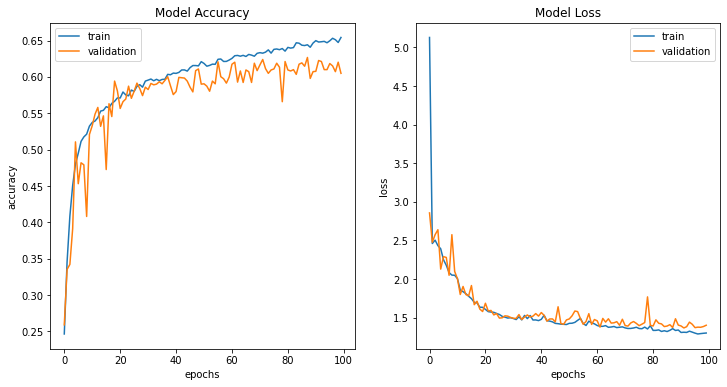 Model Accuracy
train
validation
0.65
0.60
0.55
0.50
0.45
0.40
0.35
0.30
0.25
accuracy
0
20
40
60
80
100
epochs
Model Loss
train
validation
5.0
4.5
4.0
3.5
3.0
2.5
2.0
1.5
loss
0
20
40
60
80
100
epochs